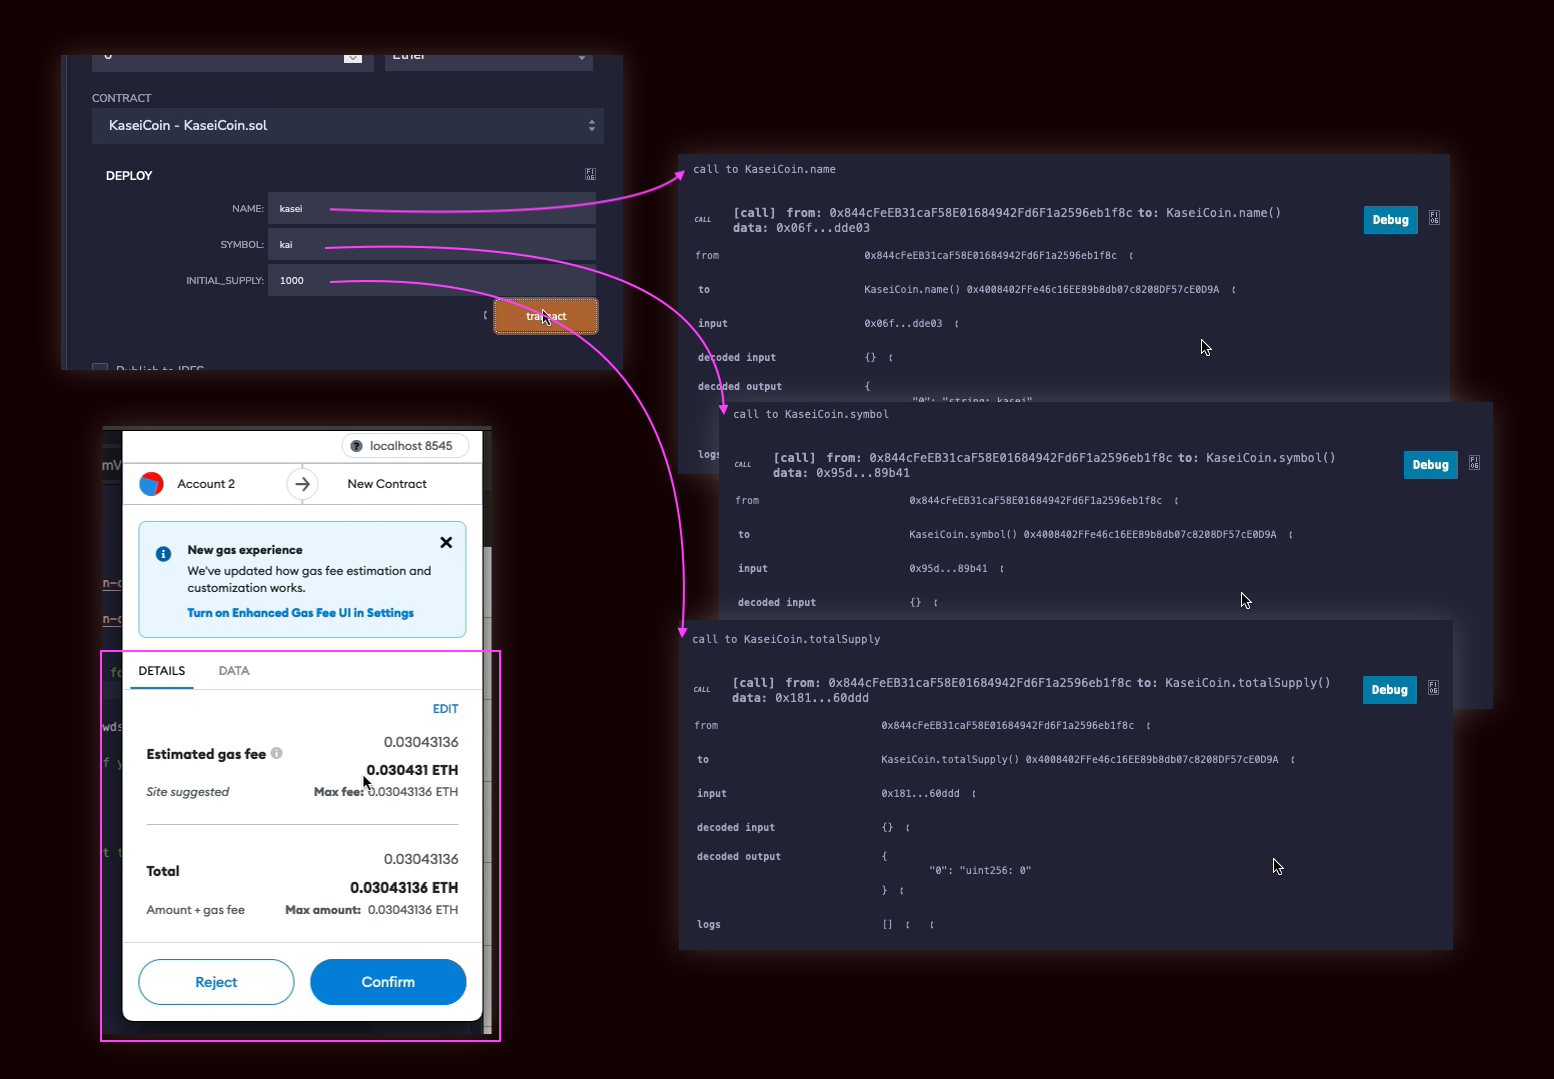 Ether
CONTRACT
KaseiCoin - KaseiCoin.sol
DEPLOY
NAME: kasei
SYMBOL: kai
INITIAL_SUPPLY: 1000
transact
Publish to IPFS
localhost 8545
Account 2
New Contract
New gas experience
We've updated how gas fee estimation and
customization works.
Turn on Enhanced Gas Fee UI in Settings
DETAILS DATA
EDIT
0.03043136
Estimated gas fee
0.030431 ETH
Site suggested Max fee: 0.03043136 ETH
0.03043136
Total
0.03043136 ETH
Amount + gas fee Max amount: 0.03043136 ETH
Reject Confirm
call to KaseiCoin.name
CALL [call] from: 0x844cFeEB31caF58E01684942Fd6F1a2596eb1f8c to: KaseiCoin.name() Debug
data: 0x06f...dde03
from 0x844cFeEB31caF58E01684942Fd6F1a2596eb1f8c
to KaseiCoin.name() 0x4008402FFe46c16EE89b8db07c8208DF57cE0D9A
input 0x06f...dde03
decoded input {}
decoded output {
"0": "string: kasei"
logs
call to KaseiCoin.symbol
CALL [call] from: 0x844cFeEB31caF58E01684942Fd6F1a2596eb1f8c to: KaseiCoin.symbol() Debug
data: 0x95d...89b41
from 0x844cFeEB31caF58E01684942Fd6F1a2596eb1f8c
to KaseiCoin.symbol() 0x4008402FFe46c16EE89b8db07c8208DF57cE0D9A
input 0x95d...89b41
decoded input {}
call to KaseiCoin.totalSupply
CALL [call] from: 0x844cFeEB31caF58E01684942Fd6F1a2596eb1f8c to: KaseiCoin.totalSupply() Debug
data: 0x181...60ddd
from 0x844cFeEB31caF58E01684942Fd6F1a2596eb1f8c
to KaseiCoin.totalSupply() 0x4008402FFe46c16EE89b8db07c8208DF57cE0D9A
input 0x181...60ddd
decoded input {}
decoded output {
"0": "uint256: 0"
}
logs []